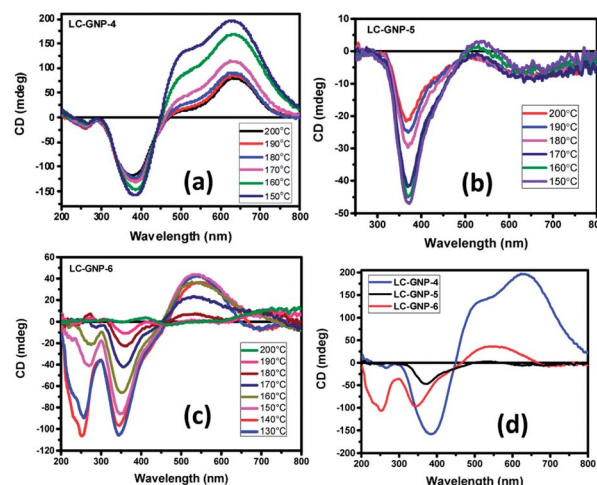 LC-GNP-4
CD (mdeg)
200
150
100
50
0
-50
-100
-150
200 300 400 500 600 700 800
Wavelength (nm)
200°C
190°C
180°C
170°C
160°C
150°C
(a)
LC-GNP-5
CD (mdeg)
10
0
-10
-20
-30
-40
-50
300 400 500 600 700 800
Wavelength (nm)
200°C
190°C
180°C
170°C
160°C
150°C
(b)
LC-GNP-6
CD (mdeg)
60
40
20
0
-20
-40
-60
-80
-100
-120
200 300 400 500 600 700 800
Wavelength (nm)
200°C
190°C
180°C
170°C
160°C
150°C
140°C
130°C
(c)
LC-GNP-4
LC-GNP-5
LC-GNP-6
CD (mdeg)
200
150
100
50
0
-50
-100
-150
-200
200 300 400 500 600 700 800
Wavelength (nm)
(d)